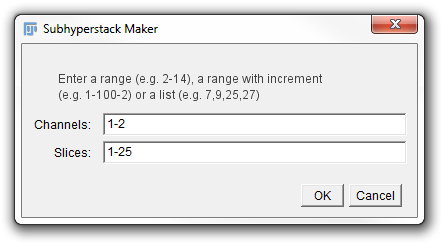 Subhyperstack Maker
Enter a range (e.g. 2-14), a range with increment
(e.g. 1-100-2) or a list (e.g. 7,9,25,27)
Channels: 1-2
Slices: 1-25
OK Cancel